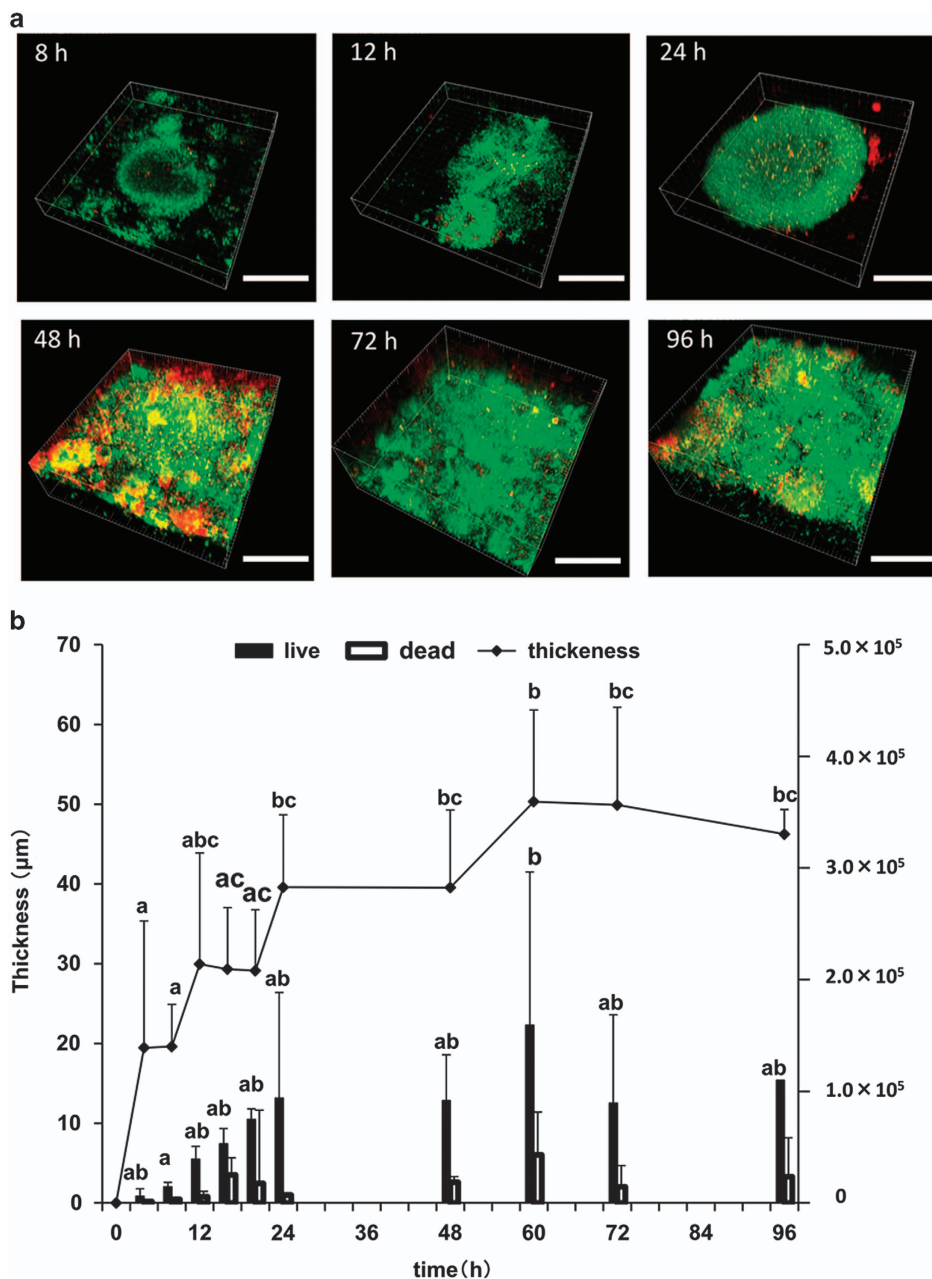 a
8 h
12 h
24 h
48 h
72 h
96 h
b
live dead thickeness
70
60
50
40
30
20
10
0
Thickness (μm)
5.0×10⁵
4.0×10⁵
3.0×10⁵
2.0×10⁵
1.0×10⁵
0
a
a
abc
ac
ac
bc
bc
b
bc
bc
ab
a
ab
ab
ab
ab
ab
b
ab
ab
0 12 24 36 48 60 72 84 96
time(h)